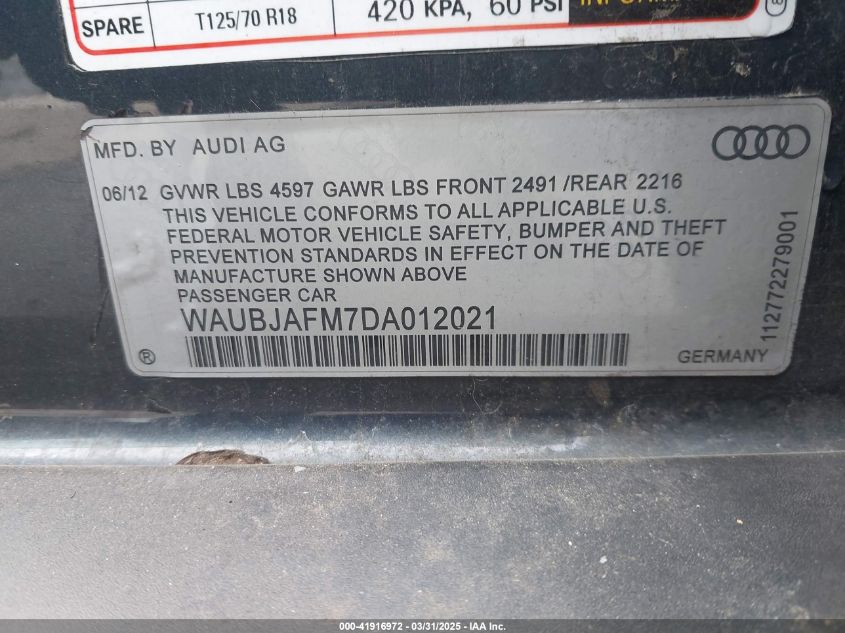 SPARE T125/70 R18 420 KPA, 60 PSI
MFD. BY AUDI AG
06/12 GVWR LBS 4597 GAWR LBS FRONT 2491 /REAR 2216
THIS VEHICLE CONFORMS TO ALL APPLICABLE U.S.
FEDERAL MOTOR VEHICLE SAFETY, BUMPER AND THEFT
PREVENTION STANDARDS IN EFFECT ON THE DATE OF
MANUFACTURE SHOWN ABOVE
PASSENGER CAR
WAUBJAFM7DA012021
®
GERMANY
112772279001
000-41916972 - 03/31/2025 - IAA Inc.